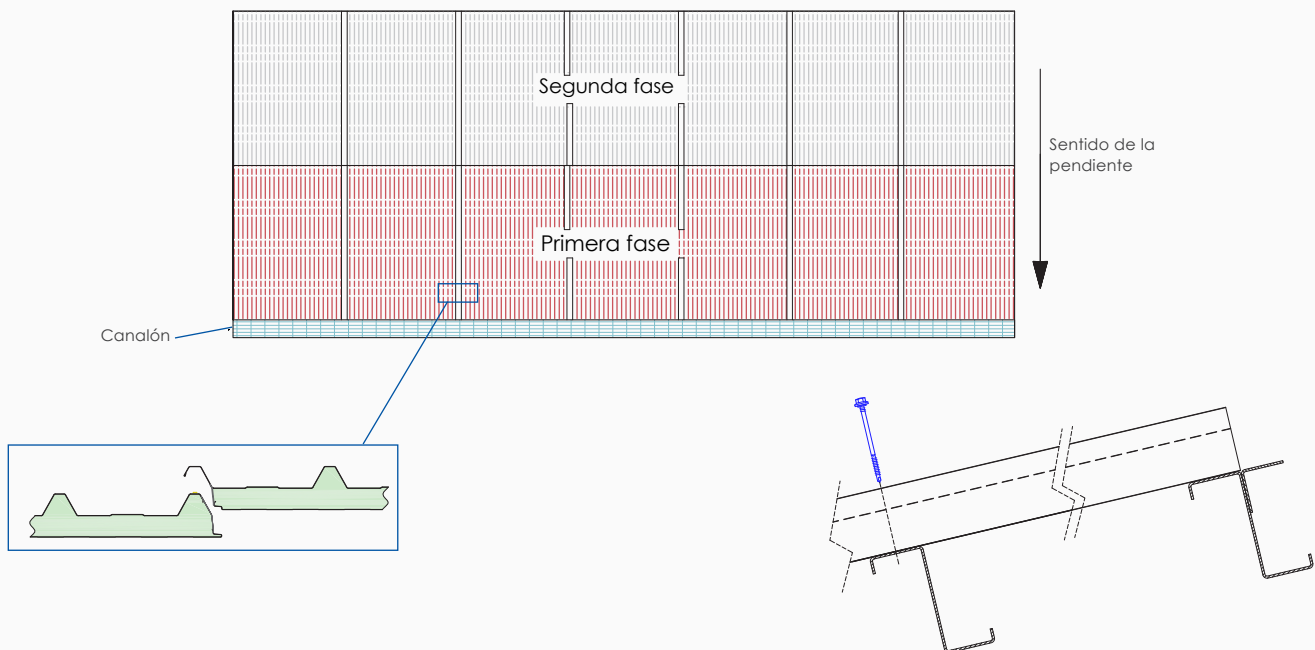 Segunda fase
Sentido de la
pendiente
Primera fase
Canalón